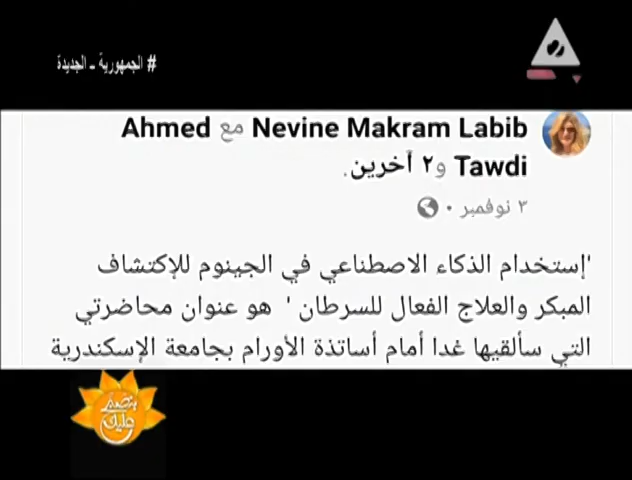 # الجمهورية ـ الجديدة
Nevine Makram Labib مع Ahmed
Tawdi و٢ آخرين.
٣ نوفمبر •
'إستخدام الذكاء الاصطناعي في الجينوم للإكتشاف
المبكر والعلاج الفعال للسرطان ' هو عنوان محاضرتي
التي سألقيها غدا أمام أساتذة الأورام بجامعة الإسكندرية